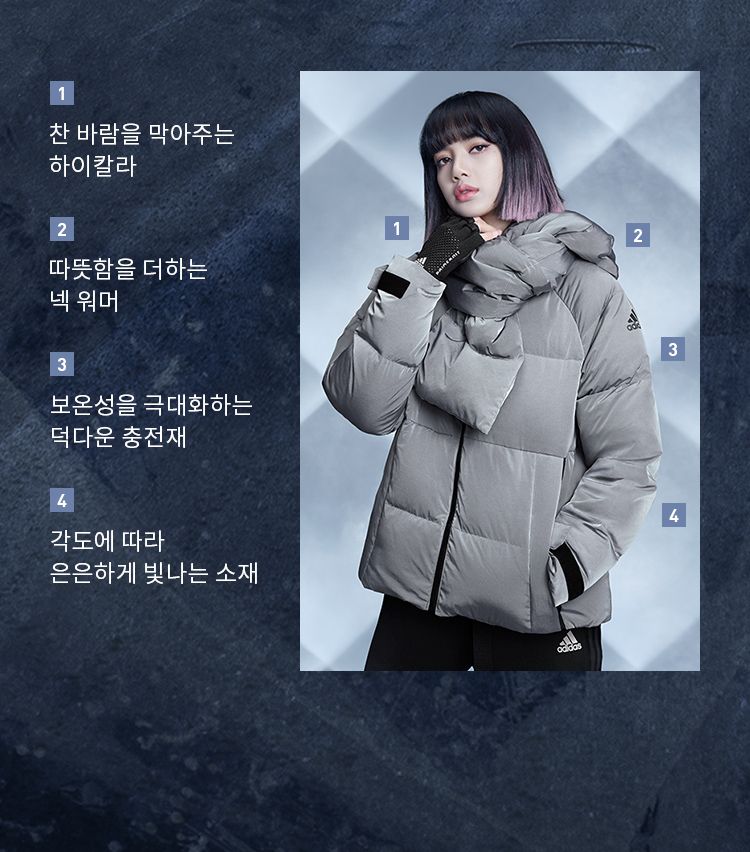 1
찬 바람을 막아주는
하이칼라
2
따뜻함을 더하는
넥 워머
3
보온성을 극대화하는
덕다운 충전재
4
각도에 따라
은은하게 빛나는 소재
1
2
3
4
adidas
adidas